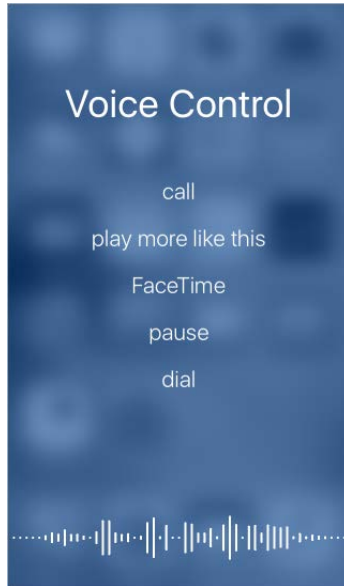 Voice Control
call
play more like this
FaceTime
pause
dial